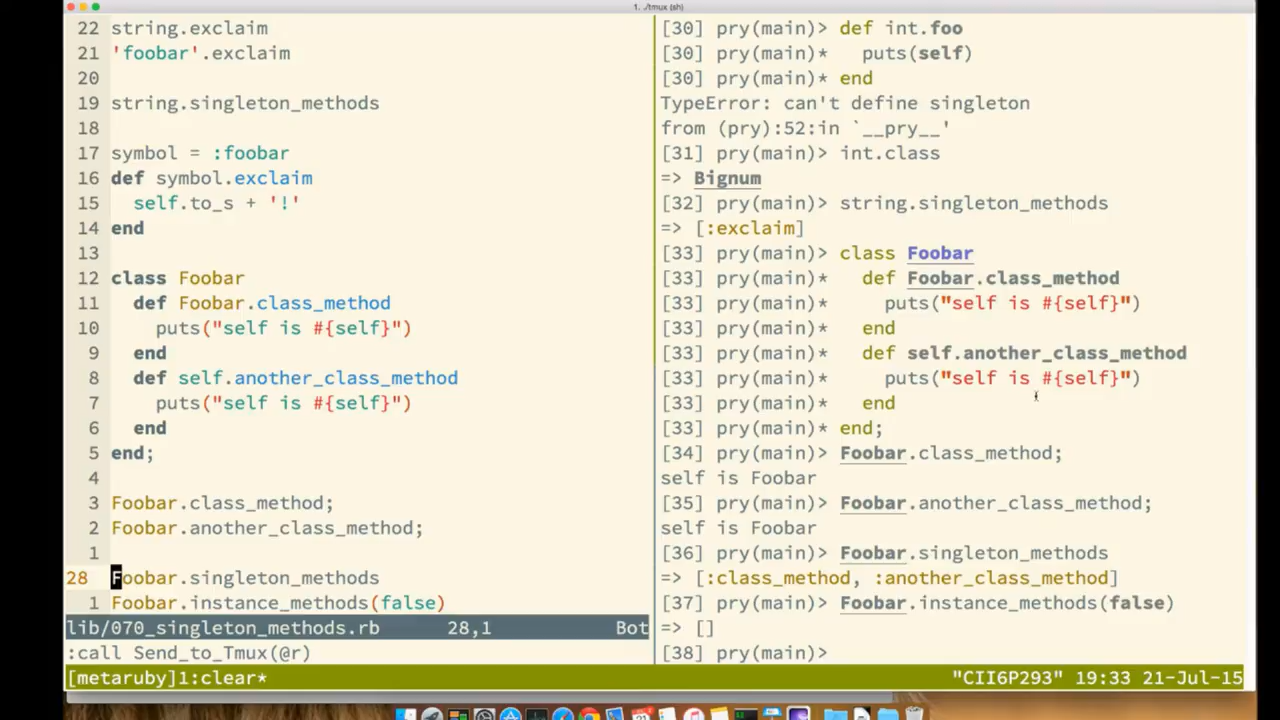 1. ./tmux (sh)
22 string.exclaim
21 'foobar'.exclaim
20
19 string.singleton_methods
18
17 symbol = :foobar
16 def symbol.exclaim
15   self.to_s + '!'
14 end
13
12 class Foobar
11   def Foobar.class_method
10     puts("self is #{self}")
9   end
8   def self.another_class_method
7     puts("self is #{self}")
6   end
5 end;
4
3 Foobar.class_method;
2 Foobar.another_class_method;
1
28 Foobar.singleton_methods
1 Foobar.instance_methods(false)
lib/070_singleton_methods.rb 28,1 Bot
:call Send_to_Tmux(@r)
[30] pry(main)> def int.foo
[30] pry(main)*   puts(self)
[30] pry(main)* end
TypeError: can't define singleton
from (pry):52:in `__pry__'
[31] pry(main)> int.class
=> Bignum
[32] pry(main)> string.singleton_methods
=> [:exclaim]
[33] pry(main)> class Foobar
[33] pry(main)*   def Foobar.class_method
[33] pry(main)*     puts("self is #{self}")
[33] pry(main)*   end
[33] pry(main)*   def self.another_class_method
[33] pry(main)*     puts("self is #{self}")
[33] pry(main)*   end
[33] pry(main)* end;
[34] pry(main)> Foobar.class_method;
self is Foobar
[35] pry(main)> Foobar.another_class_method;
self is Foobar
[36] pry(main)> Foobar.singleton_methods
=> [:class_method, :another_class_method]
[37] pry(main)> Foobar.instance_methods(false)
=> []
[38] pry(main)>
[metaruby]1:clear* "CII6P293" 19:33 21-Jul-15